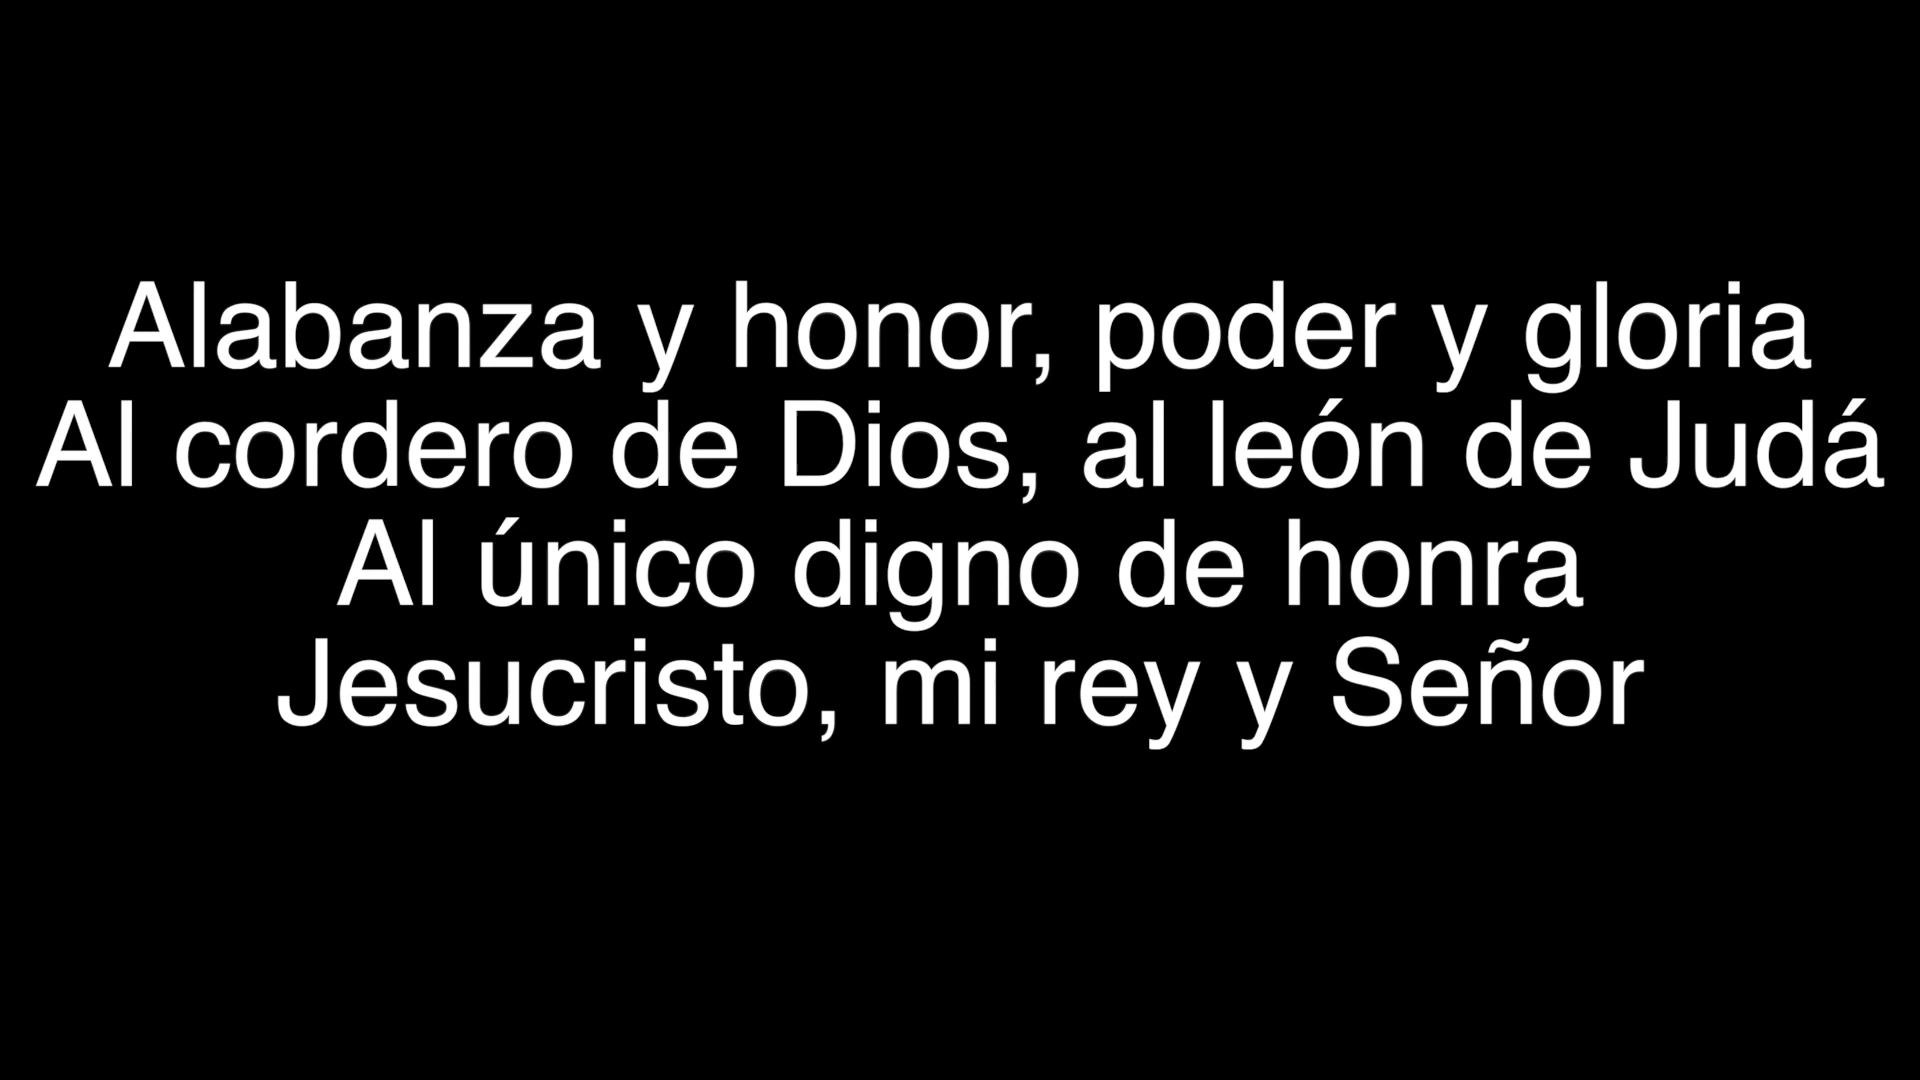 Alabanza y honor, poder y gloria
Al cordero de Dios, al león de Judá
Al único digno de honra
Jesucristo, mi rey y Señor